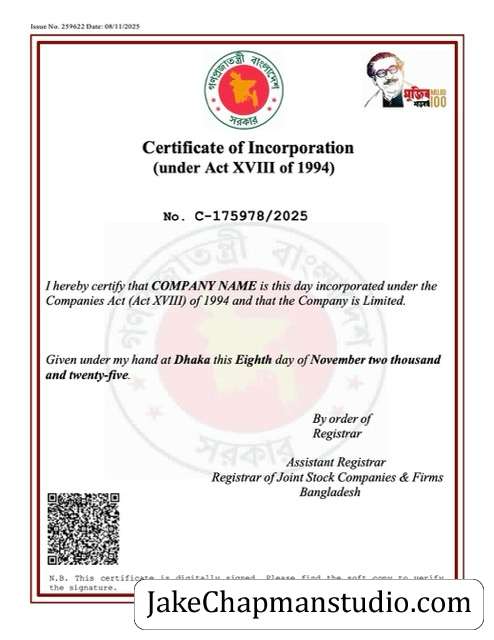 Issue No. 259622 Date: 08/11/2025
গণপ্রজাতন্ত্রী বাংলাদেশ
সরকার
মুজিব
শতবর্ষ 100
Certificate of Incorporation
(under Act XVIII of 1994)
No. C-175978/2025
I hereby certify that COMPANY NAME is this day incorporated under the
Companies Act (Act XVIII) of 1994 and that the Company is Limited.
Given under my hand at Dhaka this Eighth day of November two thousand
and twenty-five.
By order of
Registrar
Assistant Registrar
Registrar of Joint Stock Companies & Firms
Bangladesh
N.B. This certificate is digitally signed. Please find the soft copy to verify
the signature.
JakeChapmanstudio.com